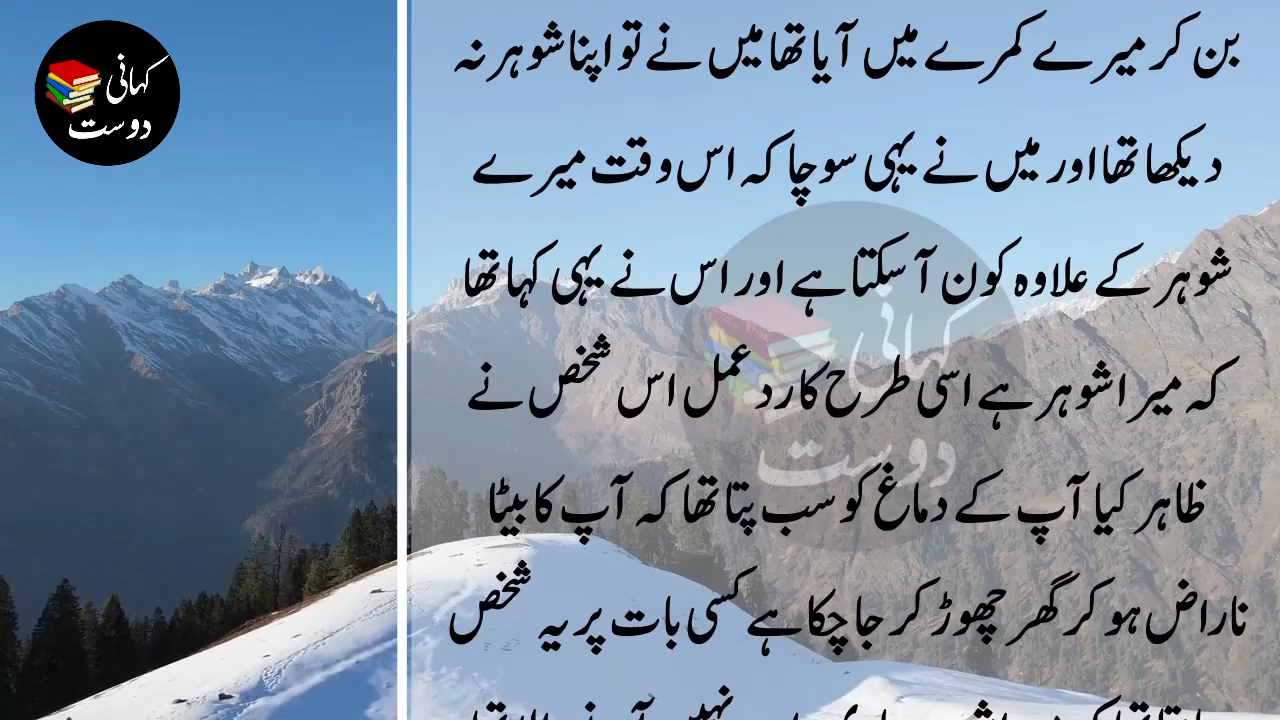 کہانی
دوست
بن کر میرے کمرے میں آیا تھا میں نے تو اپنا شوہر نہ
دیکھا تھا اور میں نے یہی سوچا کہ اس وقت میرے
شوہر کے علاوہ کون آ سکتا ہے اور اس نے یہی کہا تھا
کہ میرا شوہر ہے اسی طرح کا ردعمل اس شخص نے
ظاہر کیا آپ کے دماغ کو سب پتا تھا کہ آپ کا بیٹا
ناراض ہو کر گھر چھوڑ کر جا چکا ہے کسی بات پر یہ شخص
کہانی
دوست